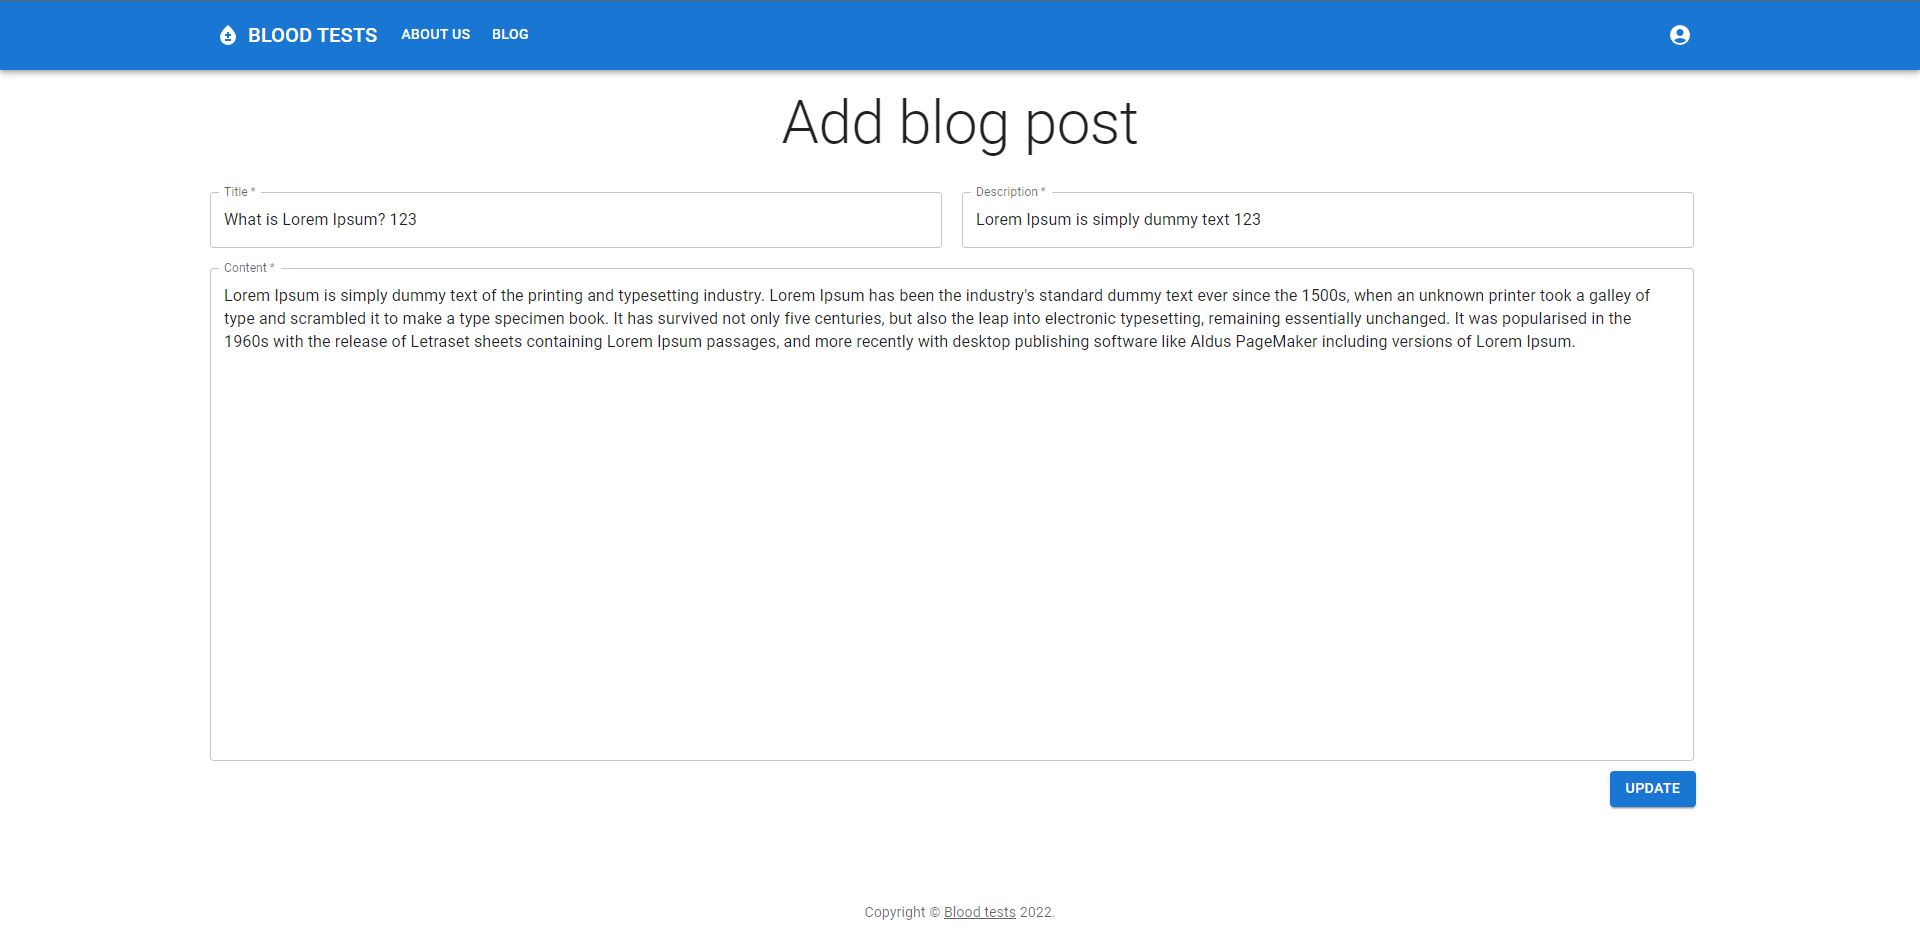 BLOOD TESTS ABOUT US BLOG
Add blog post
Title *
What is Lorem Ipsum? 123
Description *
Lorem Ipsum is simply dummy text 123
Content *
Lorem Ipsum is simply dummy text of the printing and typesetting industry. Lorem Ipsum has been the industry's standard dummy text ever since the 1500s, when an unknown printer took a galley of
type and scrambled it to make a type specimen book. It has survived not only five centuries, but also the leap into electronic typesetting, remaining essentially unchanged. It was popularised in the
1960s with the release of Letraset sheets containing Lorem Ipsum passages, and more recently with desktop publishing software like Aldus PageMaker including versions of Lorem Ipsum.
UPDATE
Copyright © Blood tests 2022.